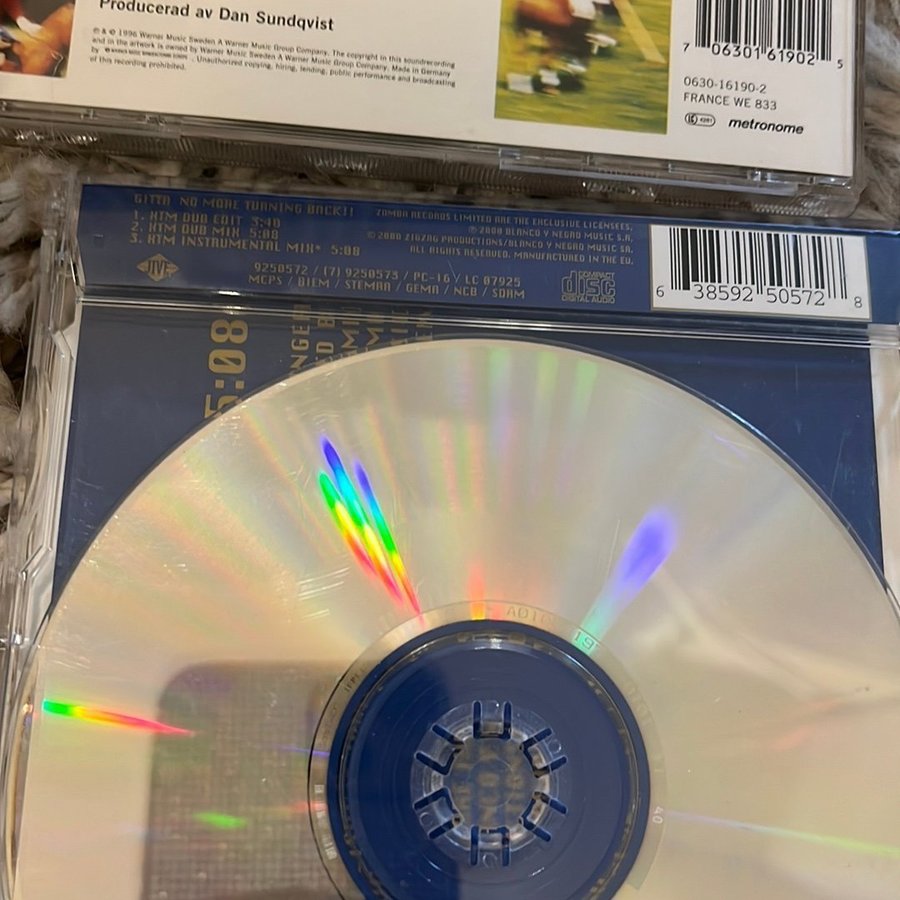 Producerad av Dan Sundqvist
℗ & © 1996 Warner Music Sweden A Warner Music Group Company. The copyright in this soundrecording
and in the artwork is owned by Warner Music Sweden A Warner Music Group Company. Made in Germany
by . Unauthorized copying, hiring, lending, public performance and broadcasting
of this recording prohibited.
7 06301 61902 5
0630-16190-2
FRANCE WE 833
metronome
GITTA NO MORE TURNING BACK!!
1. XTM DUB EDIT 3:40
2. XTM DUB MIX 5:08
3. XTM INSTRUMENTAL MIX* 5:08
ZOMBA RECORDS LIMITED ARE THE EXCLUSIVE LICENSEES.
℗ 2000 BLANCO Y NEGRO MUSIC S.A.
© 2000 ZIGZAG PRODUCTIONS/BLANCO Y NEGRO MUSIC SA.
ALL RIGHTS RESERVED. MANUFACTURED IN THE EU.
JIVE
9250572 / (7) 9250573 / PC-16 / LC 07925
MCPS / BIEM / STEMRA / GEMA / NCB / SDRM
COMPACT
disc
DIGITAL AUDIO
6 38592 50572 8
5:08
40